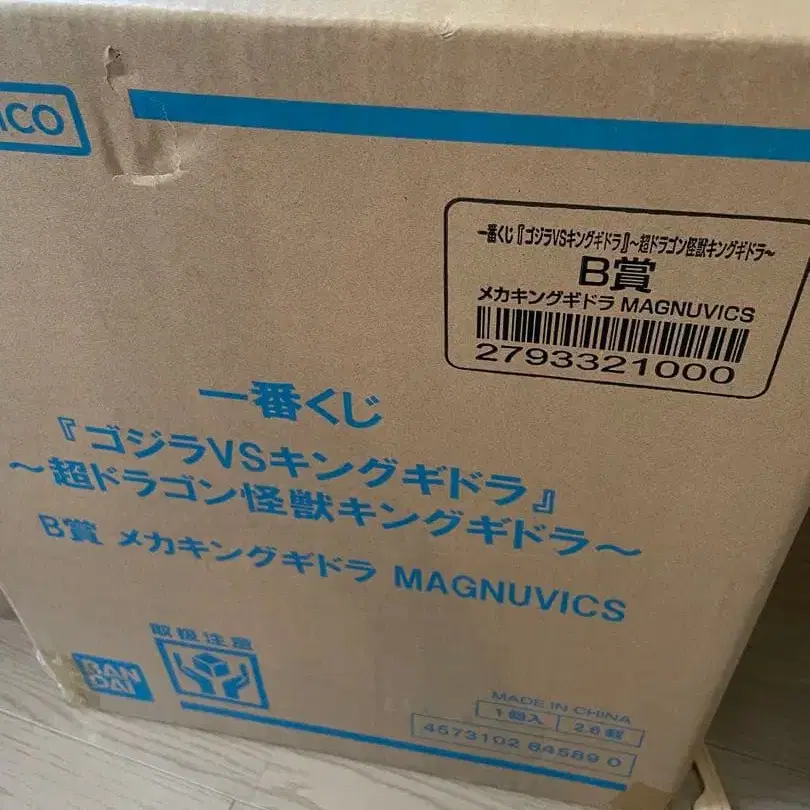 ICO
一番くじ『ゴジラVSキングギドラ』~超ドラゴン怪獣キングギドラ~
B賞
メカキングギドラ MAGNUVICS
2793321000
一番くじ
『ゴジラVSキングギドラ』
~超ドラゴン怪獣キングギドラ~
B賞 メカキングギドラ MAGNUVICS
取扱注意
BAN
DAI
MADE IN CHINA
1個入
4573102 64589 0